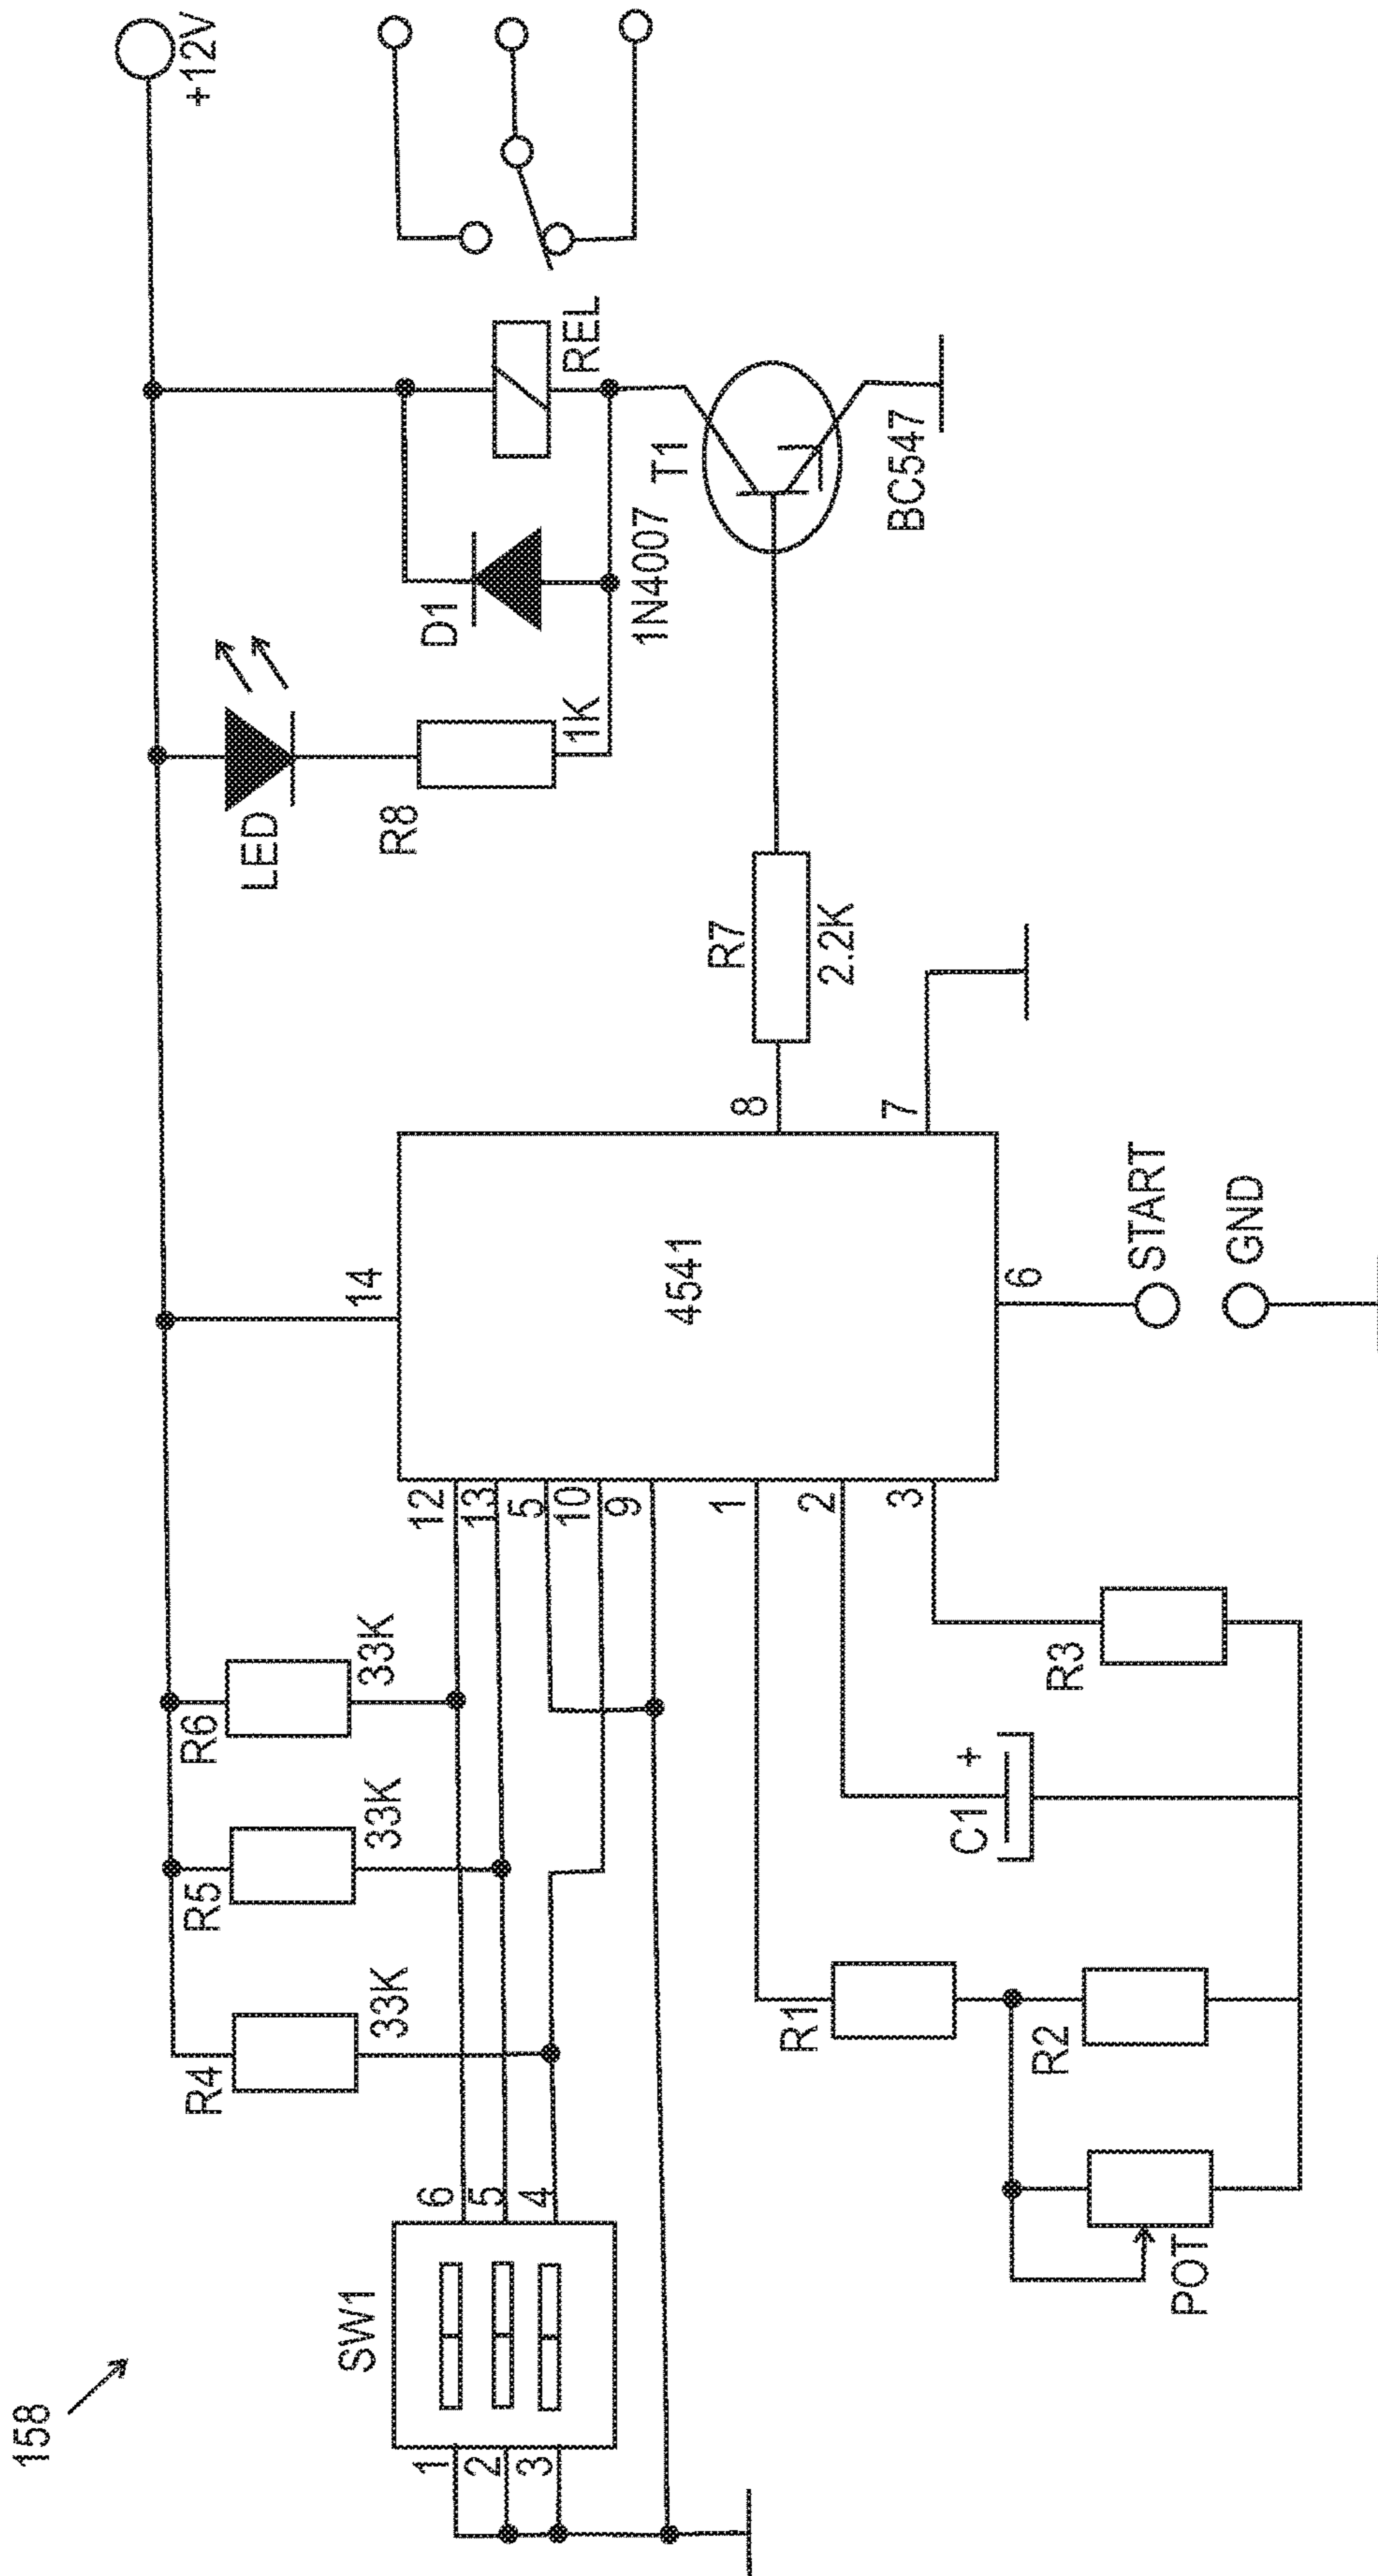 158
+12V
R4
33K
R5
33K
R6
33K
LED
R8
1K
D1
1N4007
REL
T1
BC547
SW1
1
2
3
6
5
4
12
13
5
10
9
1
2
3
14
4541
8
7
6
R7
2.2K
START
GND
R1
R2
POT
C1
+
R3